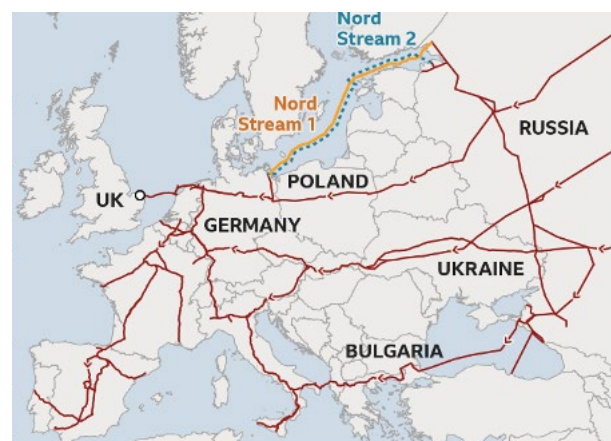 Nord
Stream 2
Nord
Stream 1
RUSSIA
POLAND
UK
GERMANY
UKRAINE
BULGARIA